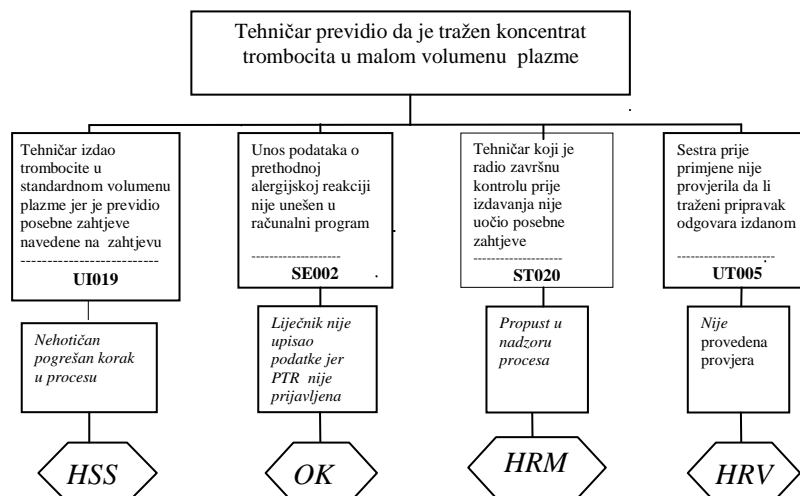 Tehničar previdio da je tražen koncentrat
trombocita u malom volumenu plazme
Tehničar izdao
trombocite u
standardnom volumenu
plazme jer je previdio
posebne zahtjeve
navedene na zahtjevu
--------------------------
UI019
Unos podataka o
prethodnoj
alergijskoj reakciji
nije unešen u
računalni program
-------------------
SE002
Tehničar koji je
radio završnu
kontrolu prije
izdavanja nije
uočio posebne
zahtjeve
------------------
ST020
Sestra prije
primjene nije
provjerila da li
traženi pripravak
odgovara izdanom
--------------------
UT005
Nehotičan
pogrešan korak
u procesu
Liječnik nije
upisao
podatke jer
PTR nije
prijavljena
Propust u
nadzoru
procesa
Nije
provedena
provjera
HSS
OK
HRM
HRV